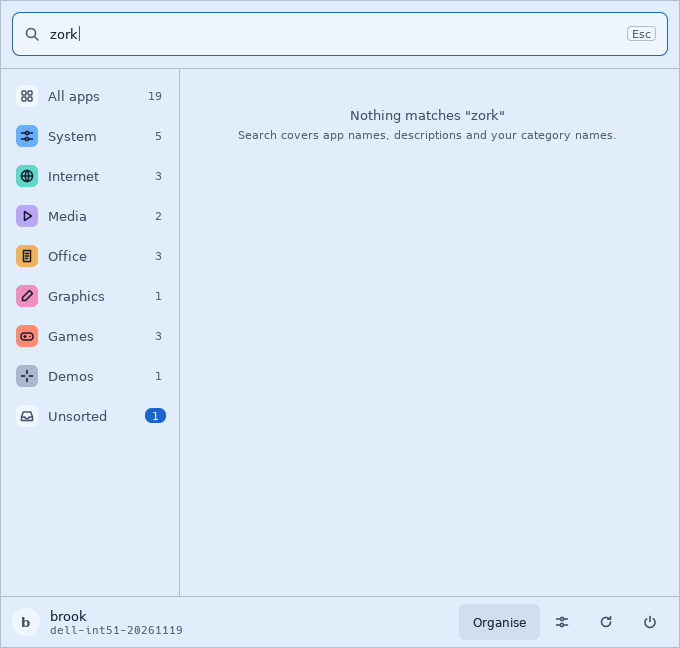 zork
Esc
All apps 19
System 5
Internet 3
Media 2
Office 3
Graphics 1
Games 3
Demos 1
Unsorted 1
Nothing matches "zork"
Search covers app names, descriptions and your category names.
b
brook
dell-int51-20261119
Organise